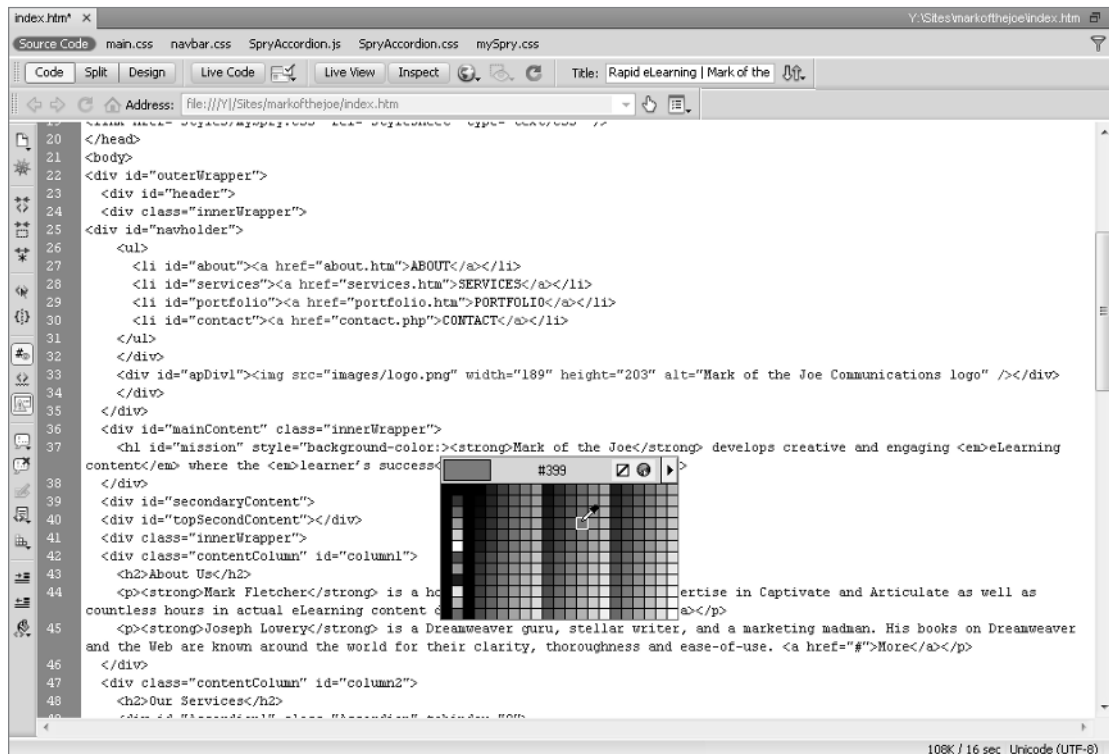 index.htm* × Y:\Sites\markofthejoe\index.htm
Source Code main.css navbar.css SpryAccordion.js SpryAccordion.css mySpry.css
Code Split Design Live Code Live View Inspect Title: Rapid eLearning | Mark of the
Address: file:///Y|/Sites/markofthejoe/index.htm
19 <link href="styles/mySpry.css" rel="stylesheet" type="text/css" />
20 </head>
21 <body>
22 <div id="outerWrapper">
23 <div id="header">
24 <div class="innerWrapper">
25 <div id="navholder">
26 <ul>
27 <li id="about"><a href="about.htm">ABOUT</a></li>
28 <li id="services"><a href="services.htm">SERVICES</a></li>
29 <li id="portfolio"><a href="portfolio.htm">PORTFOLIO</a></li>
30 <li id="contact"><a href="contact.php">CONTACT</a></li>
31 </ul>
32 </div>
33 <div id="apDiv1"><img src="images/logo.png" width="189" height="203" alt="Mark of the Joe Communications logo" /></div>
34 </div>
35 </div>
36 <div id="mainContent" class="innerWrapper">
37 <h1 id="mission" style="background-color:><strong>Mark of the Joe</strong> develops creative and engaging <em>eLearning
content</em> where the <em>learner's success< >
#399
38 </div>
39 <div id="secondaryContent">
40 <div id="topSecondContent"></div>
41 <div class="innerWrapper">
42 <div class="contentColumn" id="column1">
43 <h2>About Us</h2>
44 <p><strong>Mark Fletcher</strong> is a ho ertise in Captivate and Articulate as well as
countless hours in actual eLearning content d a></p>
45 <p><strong>Joseph Lowery</strong> is a Dreamweaver guru, stellar writer, and a marketing madman. His books on Dreamweaver
and the Web are known around the world for their clarity, thoroughness and ease-of-use. <a href="#">More</a></p>
46 </div>
47 <div class="contentColumn" id="column2">
48 <h2>Our Services</h2>
108K / 16 sec Unicode (UTF-8)